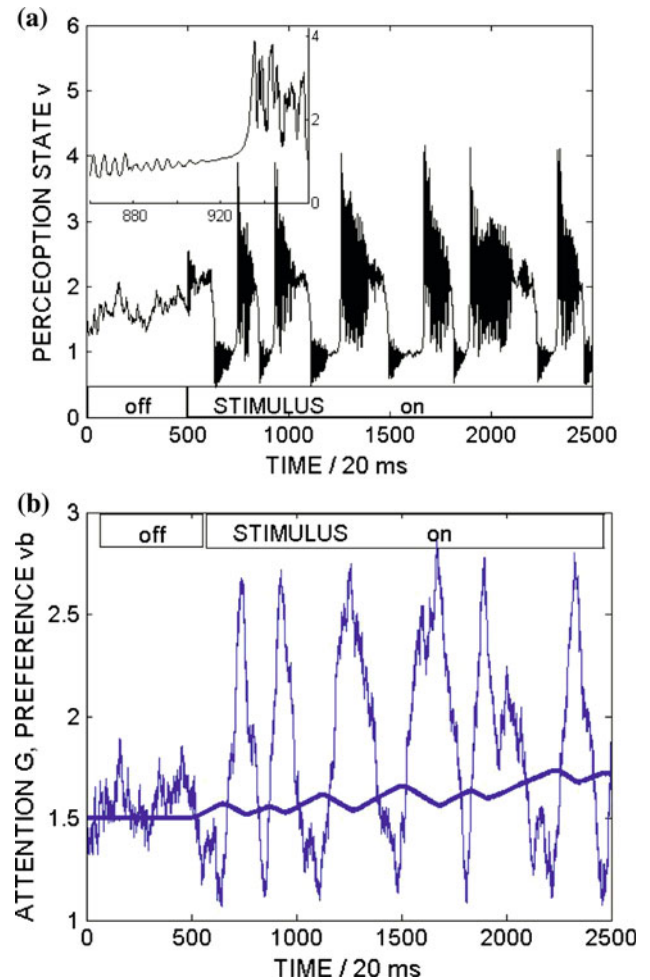 (a)
6
5
4
3
2
1
0
PERCEOPTION STATE v
4
2
0
880 920
off STIMULUS on
0 500 1000 1500 2000 2500
TIME / 20 ms
(b)
3
2.5
2
1.5
1
ATTENTION G, PREFERENCE vb
off STIMULUS on
0 500 1000 1500 2000 2500
TIME / 20 ms